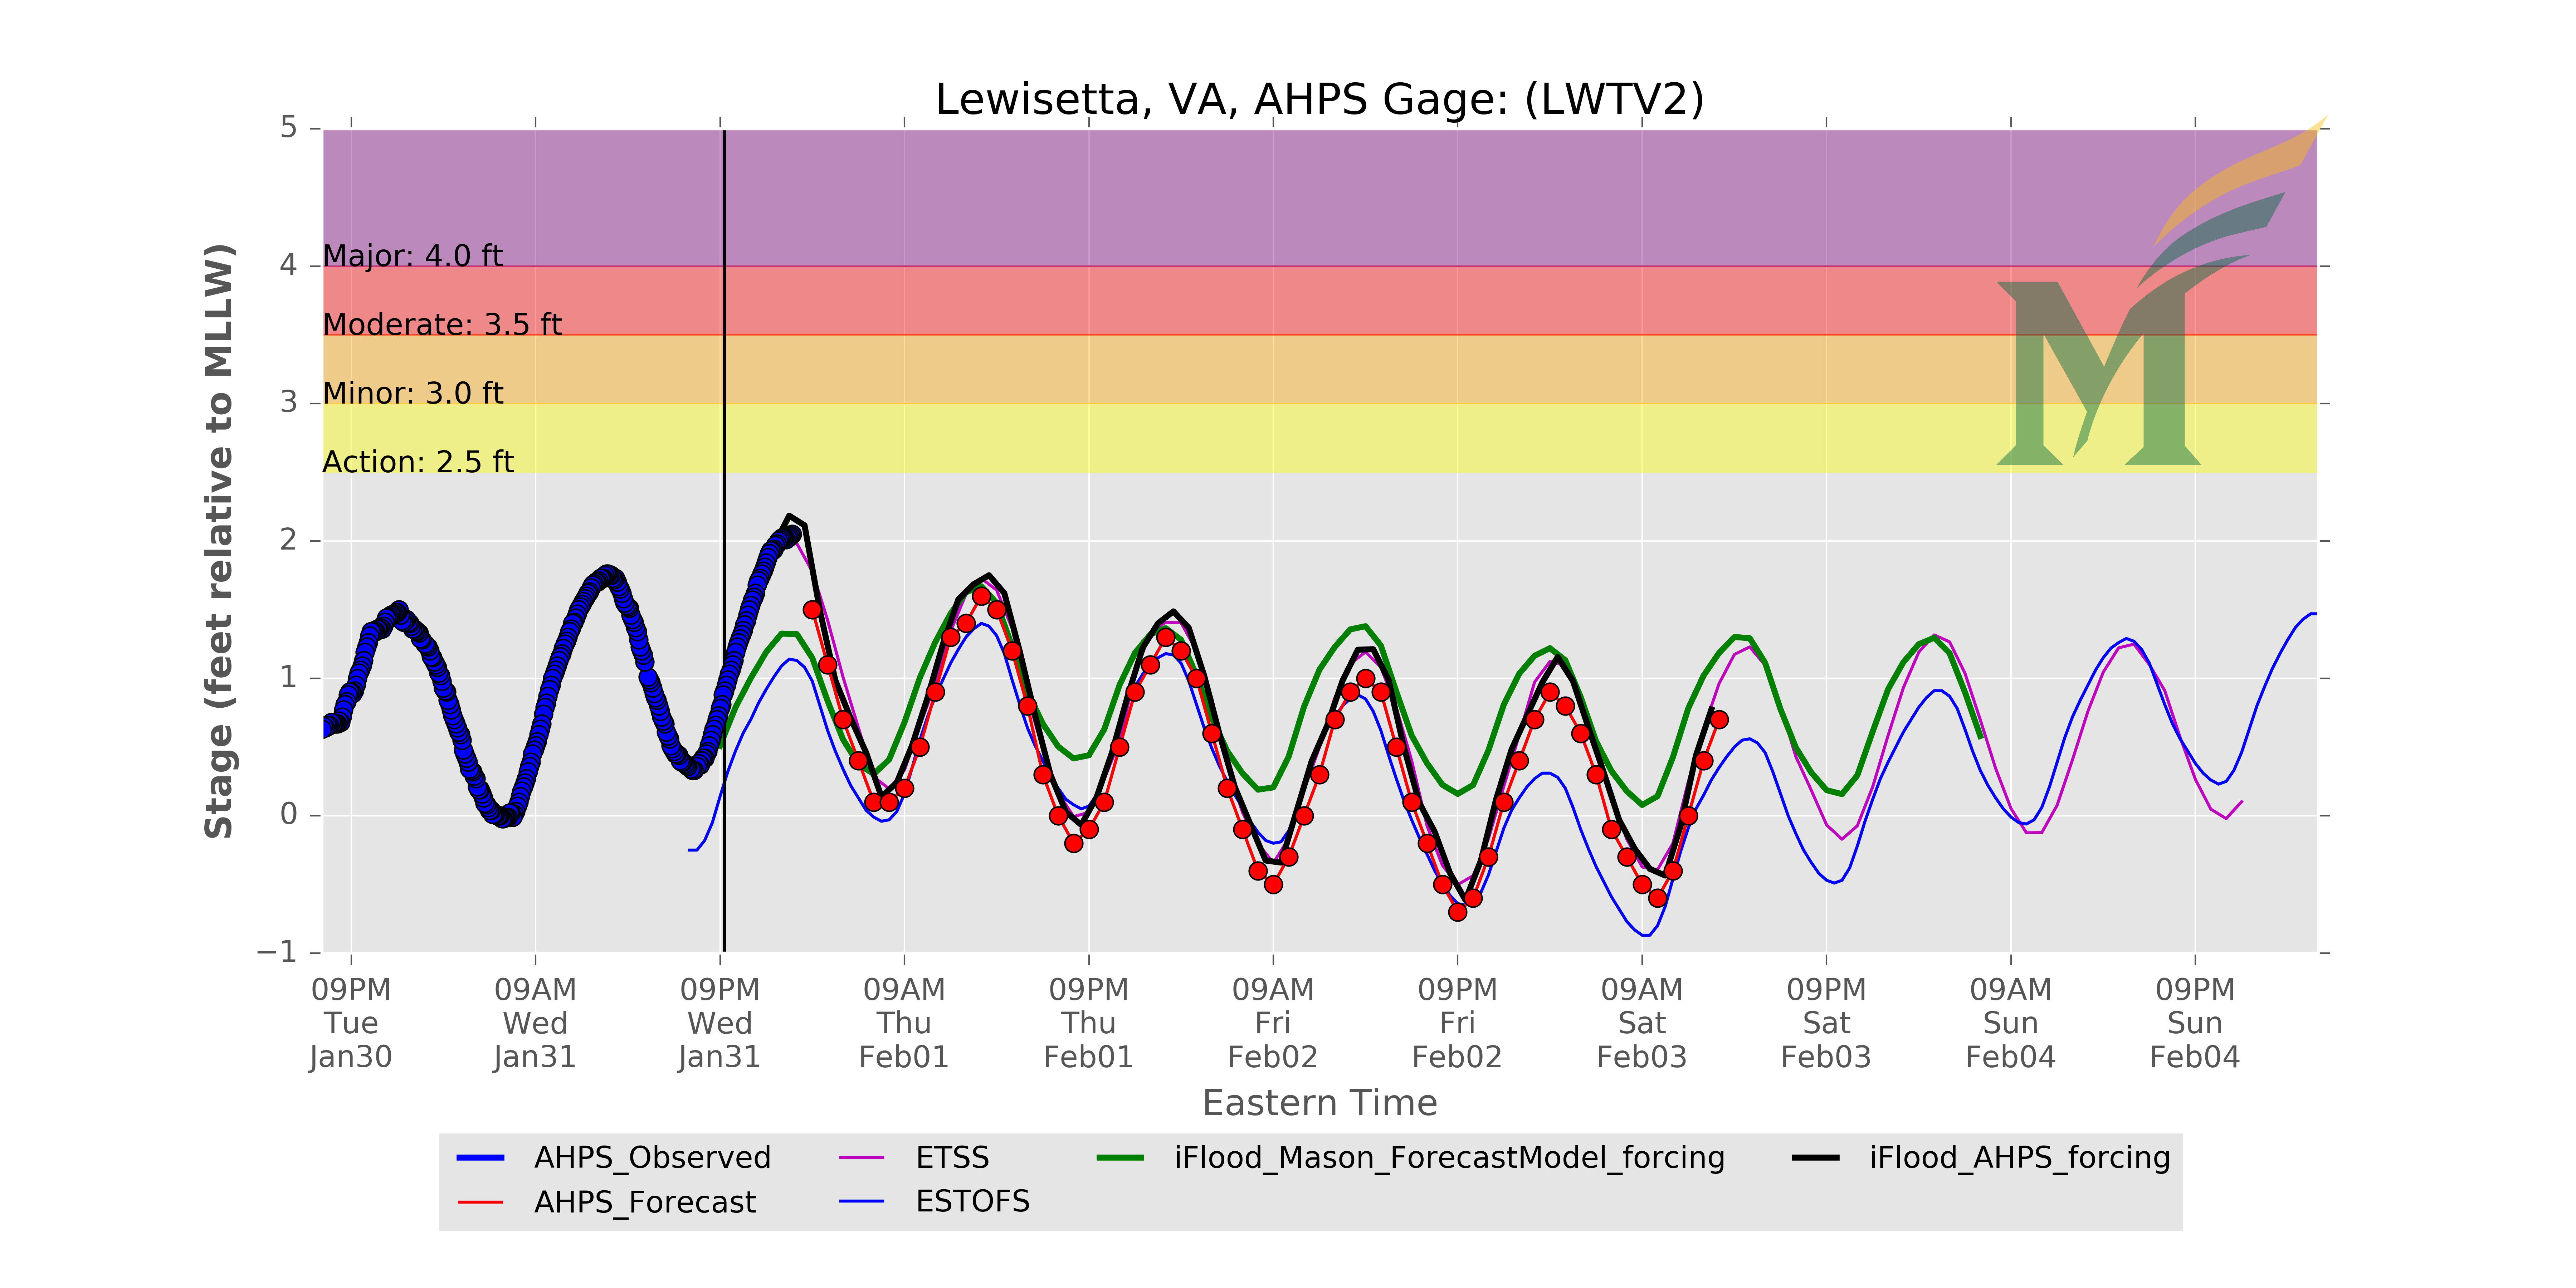 Lewisetta, VA, AHPS Gage: (LWTV2)
Stage (feet relative to MLLW)
5
4
3
2
1
0
−1
Major: 4.0 ft
Moderate: 3.5 ft
Minor: 3.0 ft
Action: 2.5 ft
M
09PM 09AM 09PM 09AM 09PM 09AM 09PM 09AM 09PM 09AM 09PM
Tue Wed Wed Thu Thu Fri Fri Sat Sat Sun Sun
Jan30 Jan31 Jan31 Feb01 Feb01 Feb02 Feb02 Feb03 Feb03 Feb04 Feb04
Eastern Time
AHPS_Observed ETSS iFlood_Mason_ForecastModel_forcing iFlood_AHPS_forcing
AHPS_Forecast ESTOFS